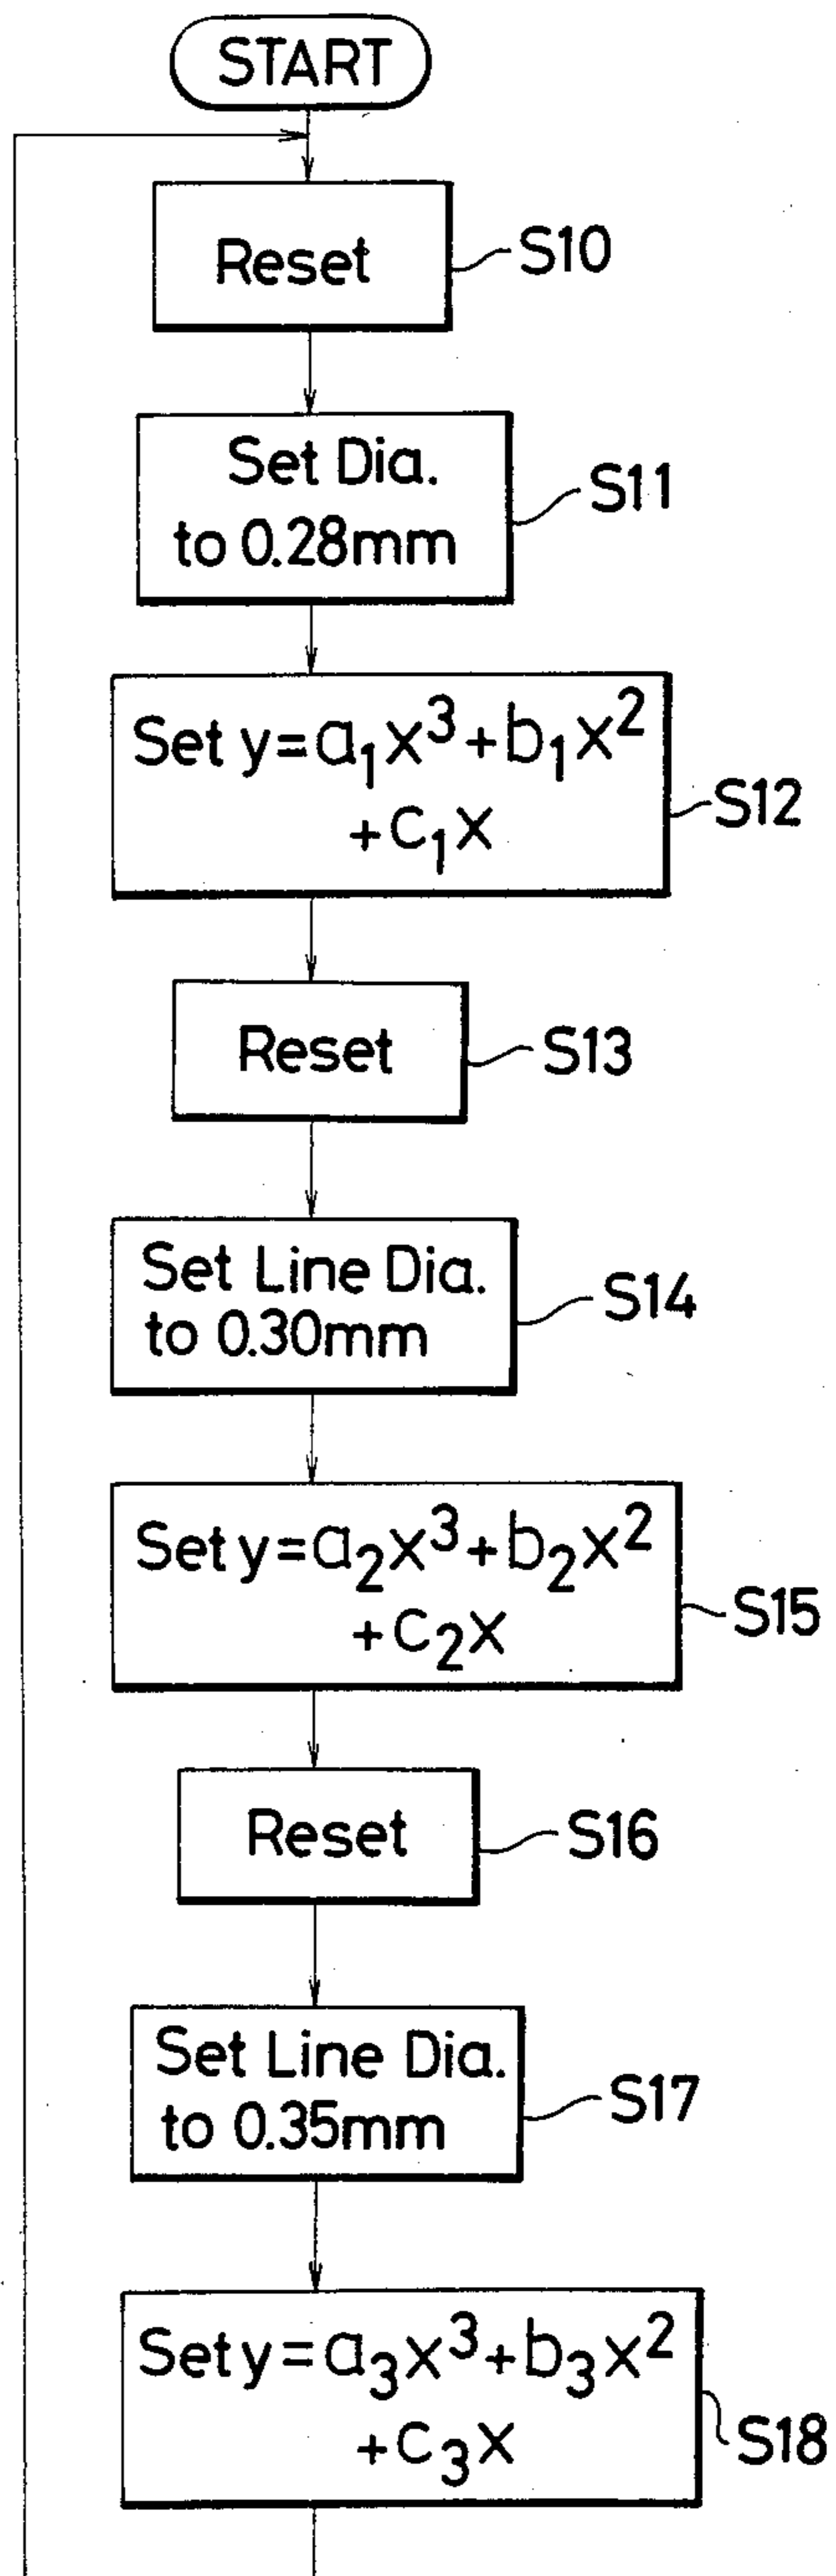 START
Reset
S10
Set Dia.
to 0.28mm
S11
Set y=a₁x³+b₁x²
+c₁x
S12
Reset
S13
Set Line Dia.
to 0.30mm
S14
Set y=a₂x³+b₂x²
+c₂x
S15
Reset
S16
Set Line Dia.
to 0.35mm
S17
Set y=a₃x³+b₃x²
+c₃x
S18